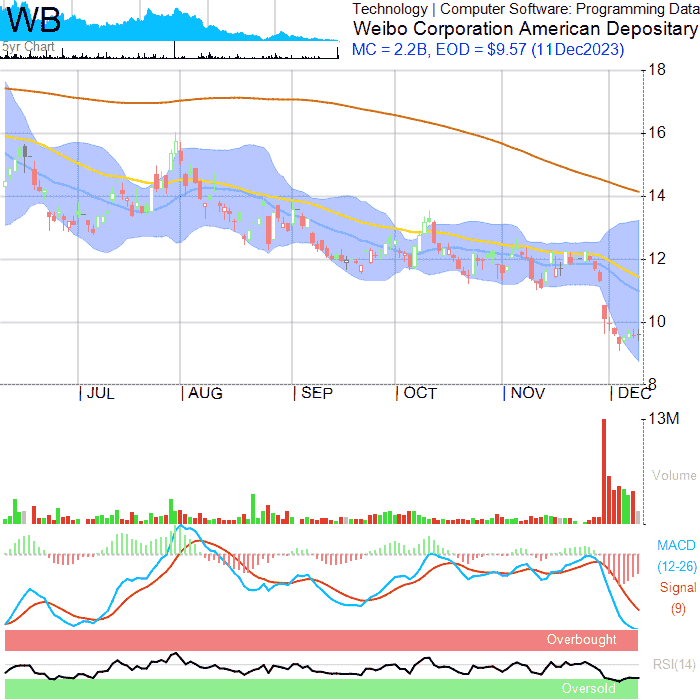 WB
5yr Chart
Technology | Computer Software: Programming Data
Weibo Corporation American Depositary
MC = 2.2B, EOD = $9.57 (11Dec2023)
18
16
14
12
10
8
JUL
AUG
SEP
OCT
NOV
DEC
13M
Volume
MACD
(12-26)
Signal
(9)
Overbought
RSI(14)
Oversold